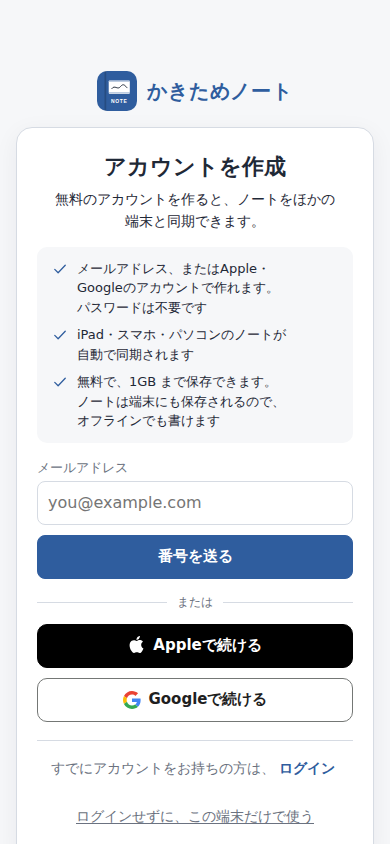 NOTE
かきためノート
アカウントを作成
無料のアカウントを作ると、ノートをほかの
端末と同期できます。
メールアドレス、またはApple・
Googleのアカウントで作れます。
パスワードは不要です
iPad・スマホ・パソコンのノートが
自動で同期されます
無料で、1GB まで保存できます。
ノートは端末にも保存されるので、
オフラインでも書けます
メールアドレス
you@example.com
番号を送る
または
Appleで続ける
Googleで続ける
すでにアカウントをお持ちの方は、 ログイン
ログインせずに、この端末だけで使う